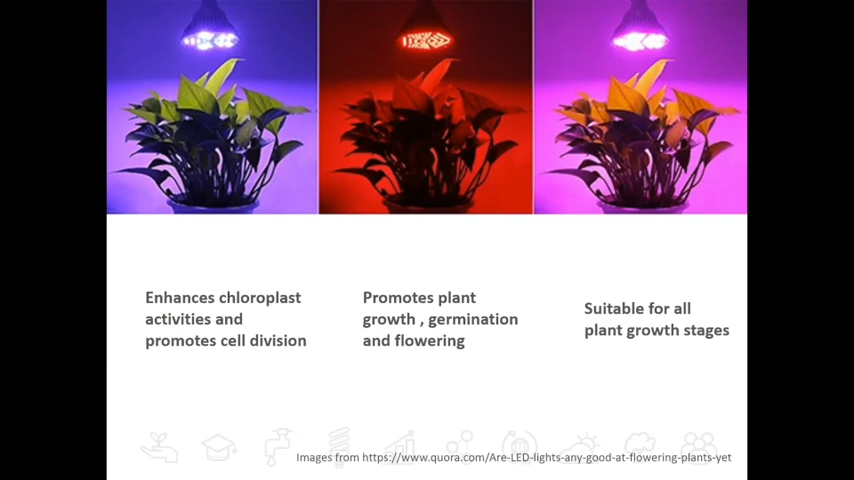 Enhances chloroplast
activities and
promotes cell division
Promotes plant
growth , germination
and flowering
Suitable for all
plant growth stages
Images from https://www.quora.com/Are-LED-lights-any-good-at-flowering-plants-yet